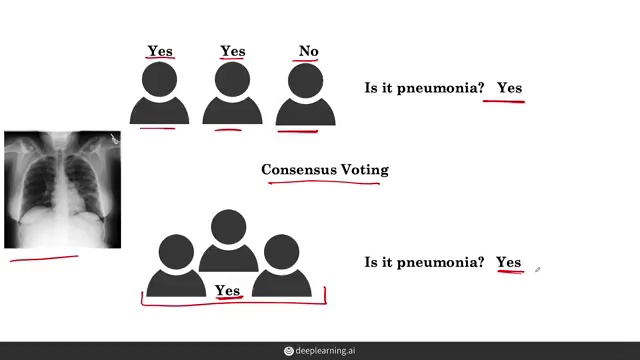 Yes Yes No
Is it pneumonia? Yes
Consensus Voting
Is it pneumonia? Yes
Yes
deeplearning.ai